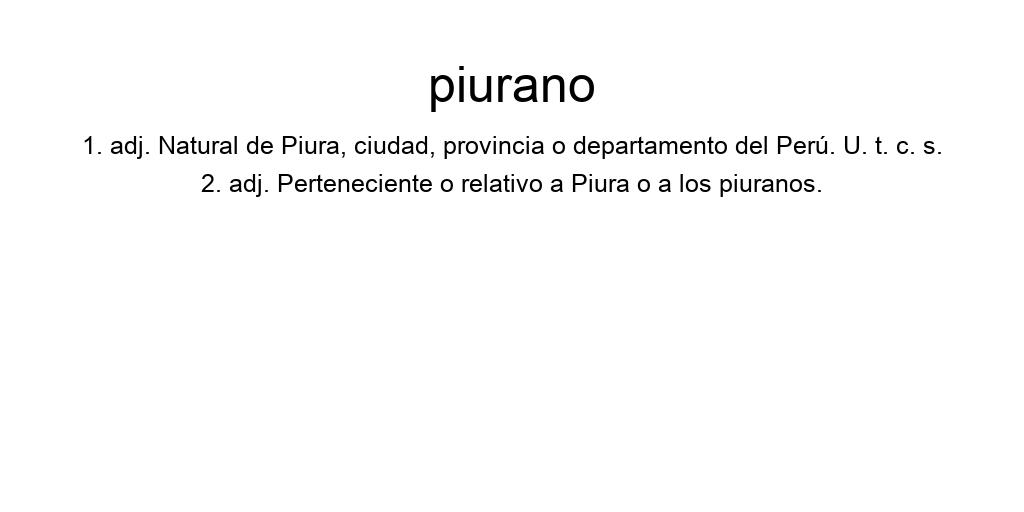 piurano
1. adj. Natural de Piura, ciudad, provincia o departamento del Perú. U. t. c. s.
2. adj. Perteneciente o relativo a Piura o a los piuranos.